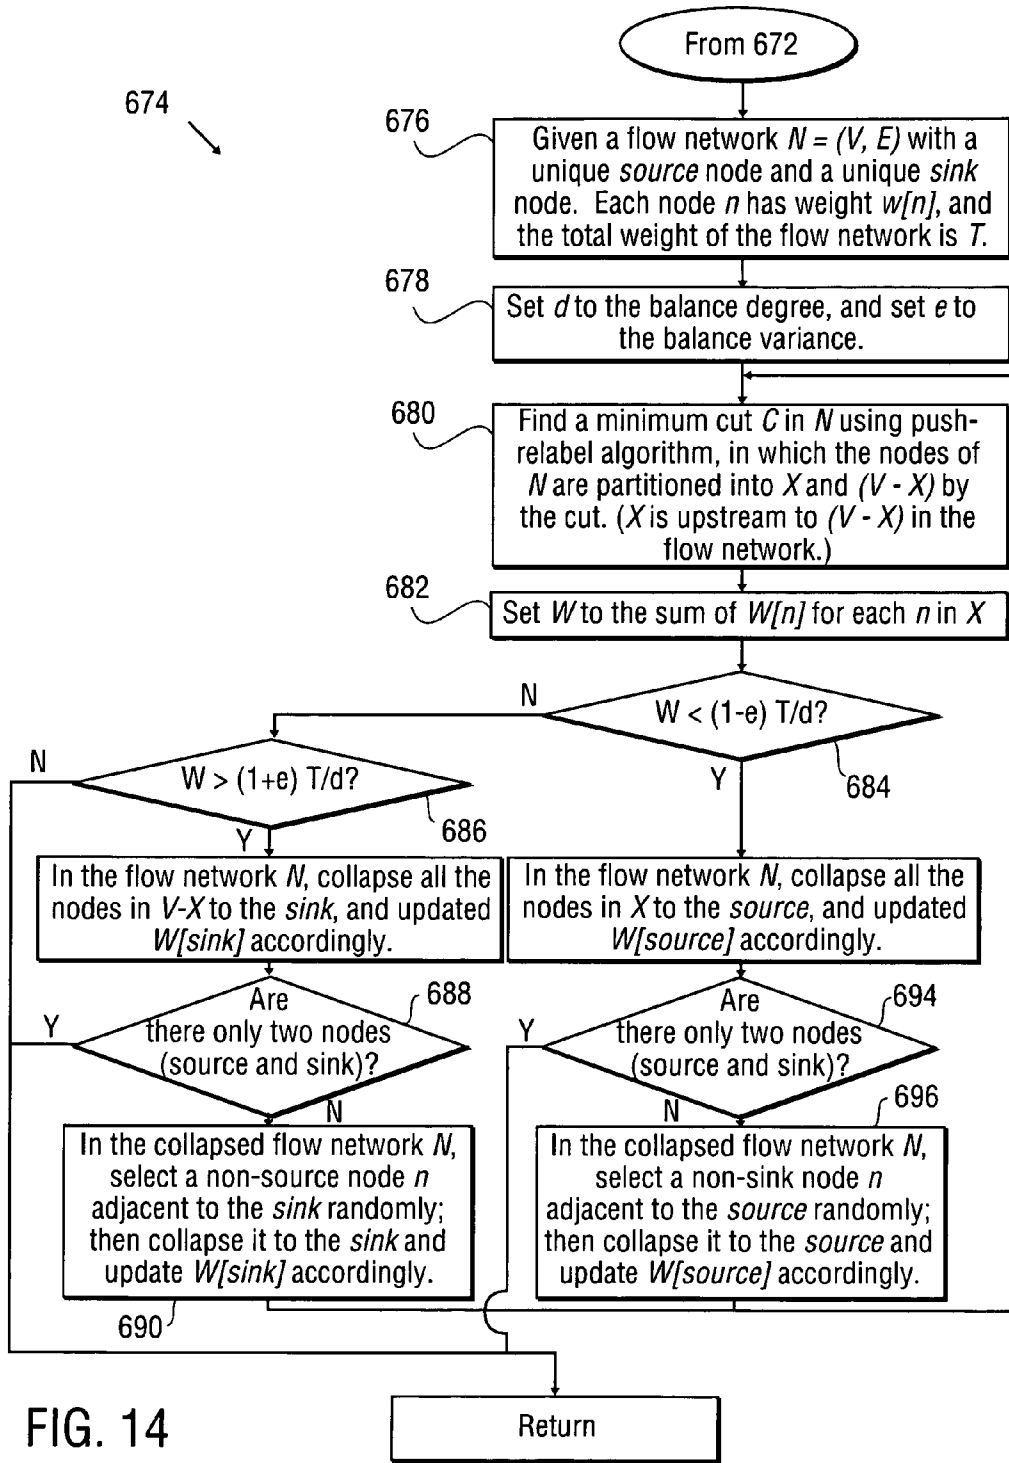 From 672
674
676
Given a flow network N = (V, E) with a
unique source node and a unique sink
node. Each node n has weight w[n], and
the total weight of the flow network is T.
678
Set d to the balance degree, and set e to
the balance variance.
680
Find a minimum cut C in N using push-
relabel algorithm, in which the nodes of
N are partitioned into X and (V - X) by
the cut. (X is upstream to (V - X) in the
flow network.)
682
Set W to the sum of W[n] for each n in X
N
W < (1-e) T/d?
684
Y
N
W > (1+e) T/d?
686
Y
In the flow network N, collapse all the
nodes in V-X to the sink, and updated
W[sink] accordingly.
In the flow network N, collapse all the
nodes in X to the source, and updated
W[source] accordingly.
688
Y
Are
there only two nodes
(source and sink)?
N
694
Y
Are
there only two nodes
(source and sink)?
N
696
In the collapsed flow network N,
select a non-source node n
adjacent to the sink randomly;
then collapse it to the sink and
update W[sink] accordingly.
690
In the collapsed flow network N,
select a non-sink node n
adjacent to the source randomly;
then collapse it to the source and
update W[source] accordingly.
Return
FIG. 14